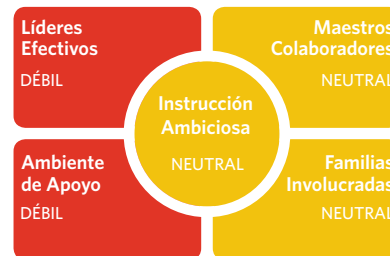 Líderes
Efectivos
DÉBIL
Maestros
Colaboradores
NEUTRAL
Instrucción
Ambiciosa
NEUTRAL
Ambiente
de Apoyo
DÉBIL
Familias
Involucradas
NEUTRAL